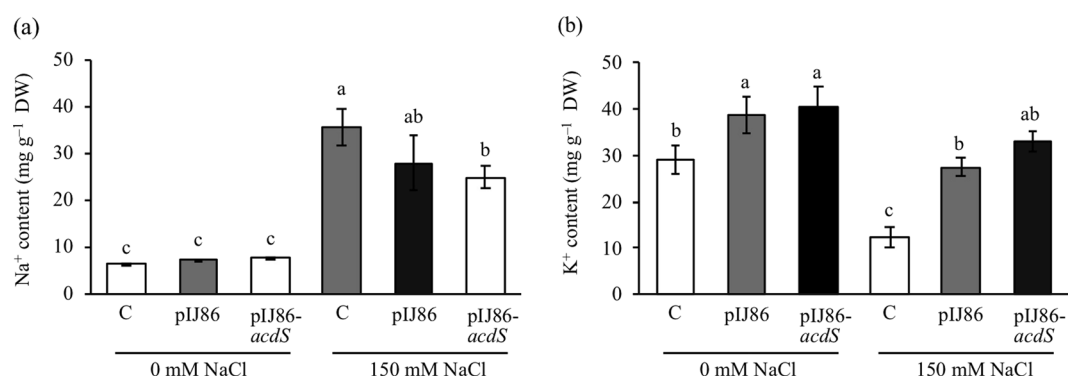 (a)
Na⁺ content (mg g⁻¹ DW)
50
40
30
20
10
0
c
c
c
a
ab
b
C
pIJ86
pIJ86-
acdS
C
pIJ86
pIJ86-
acdS
0 mM NaCl
150 mM NaCl
(b)
K⁺ content (mg g⁻¹ DW)
50
40
30
20
10
0
b
a
a
c
b
ab
C
pIJ86
pIJ86-
acdS
C
pIJ86
pIJ86-
acdS
0 mM NaCl
150 mM NaCl